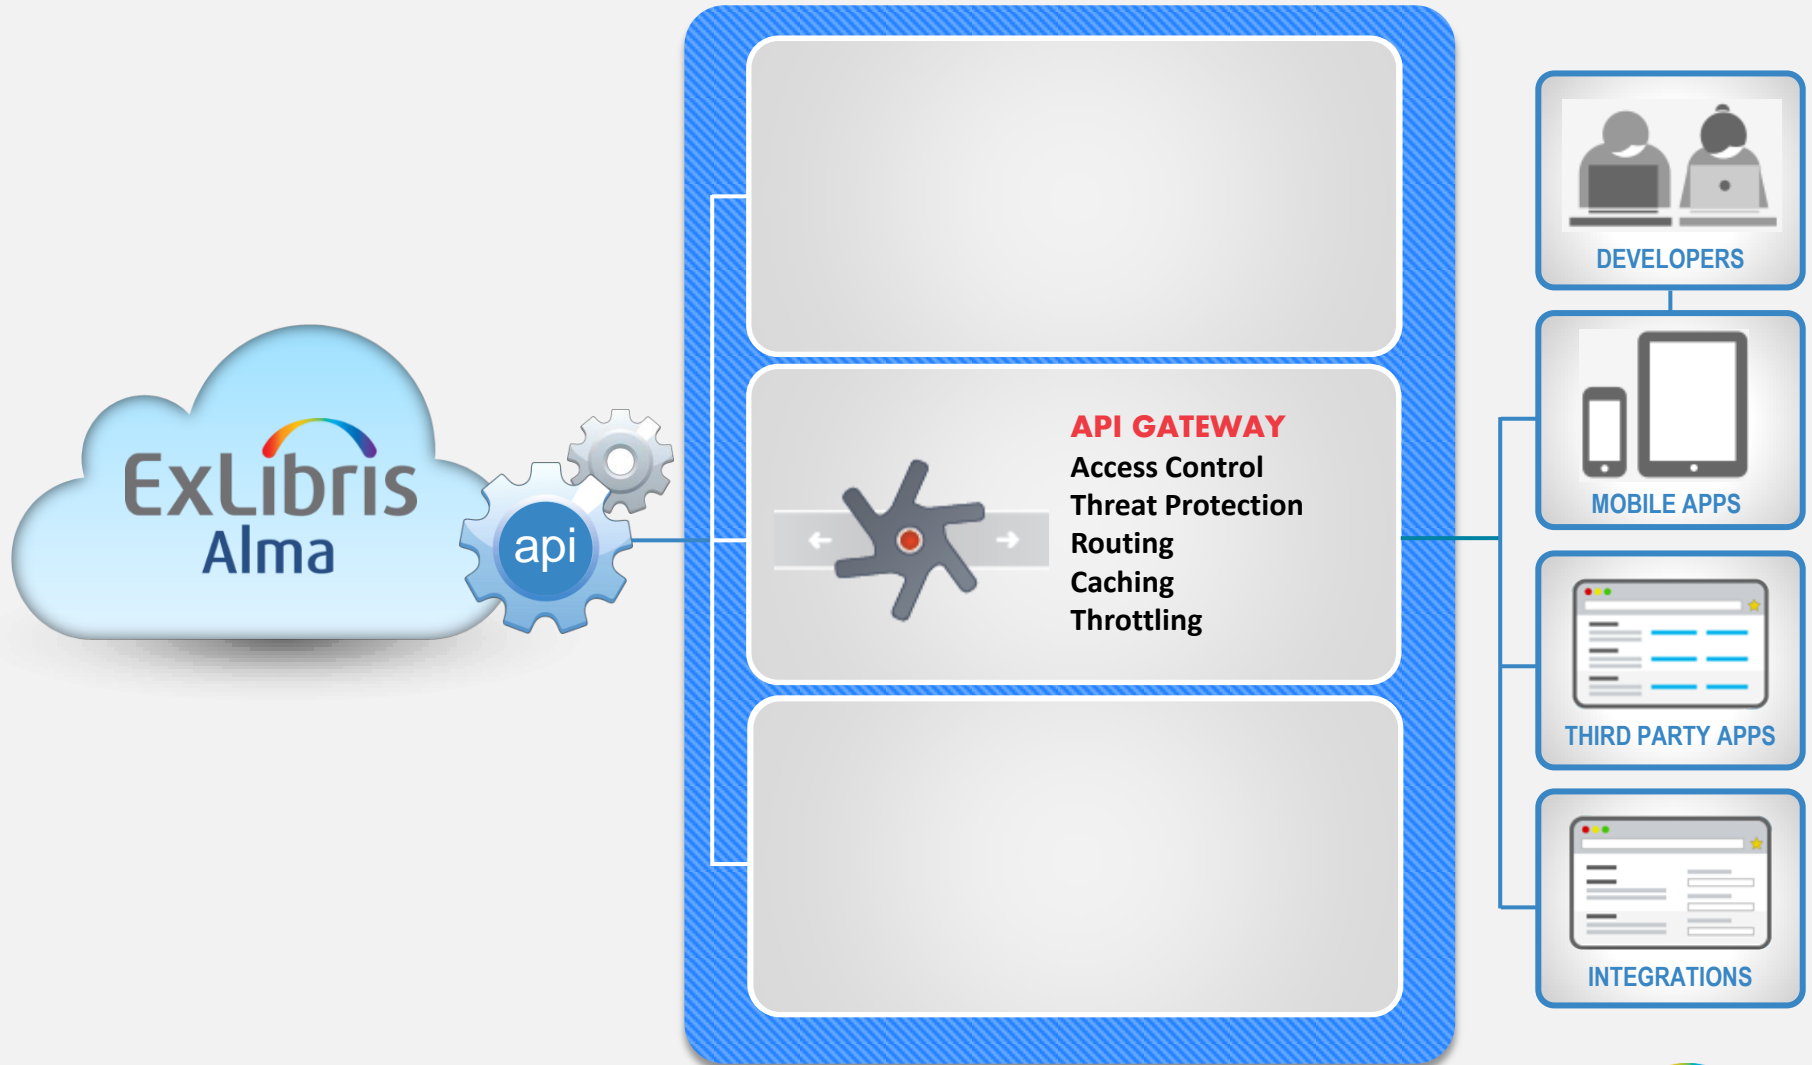 ExLibris
Alma
api
API GATEWAY
Access Control
Threat Protection
Routing
Caching
Throttling
DEVELOPERS
MOBILE APPS
THIRD PARTY APPS
INTEGRATIONS